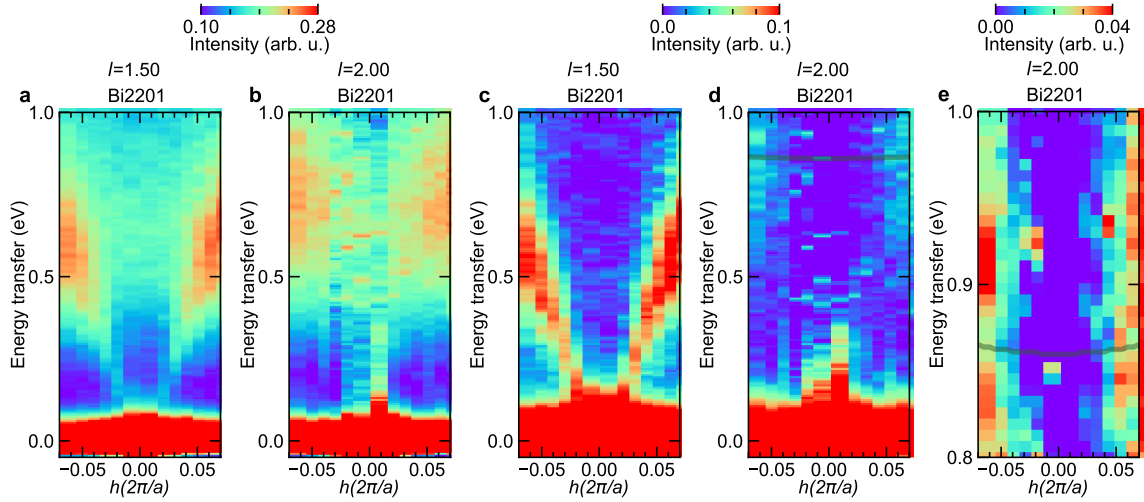 0.10 0.28
Intensity (arb. u.)
0.0 0.1
Intensity (arb. u.)
0.00 0.04
Intensity (arb. u.)
l=1.50
a Bi2201
l=2.00
b Bi2201
l=1.50
c Bi2201
l=2.00
d Bi2201
l=2.00
e Bi2201
Energy transfer (eV)
1.0
0.5
0.0
−0.05 0.00 0.05
h(2π/a)
Energy transfer (eV)
1.0
0.5
0.0
−0.05 0.00 0.05
h(2π/a)
Energy transfer (eV)
1.0
0.5
0.0
−0.05 0.00 0.05
h(2π/a)
Energy transfer (eV)
1.0
0.5
0.0
−0.05 0.00 0.05
h(2π/a)
Energy transfer (eV)
1.0
0.9
0.8
−0.05 0.00 0.05
h(2π/a)